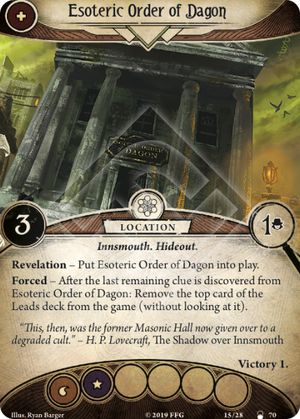 Esoteric Order of Dagon
DAGON
3
LOCATION
1
Innsmouth. Hideout.
Revelation – Put Esoteric Order of Dagon into play.
Forced – After the last remaining clue is discovered from
Esoteric Order of Dagon: Remove the top card of the
Leads deck from the game (without looking at it).
"This, then, was the former Masonic Hall now given over to a
degraded cult." – H. P. Lovecraft, The Shadow over Innsmouth
Victory 1.
Illus. Ryan Barger
© 2019 FFG
15/28
70